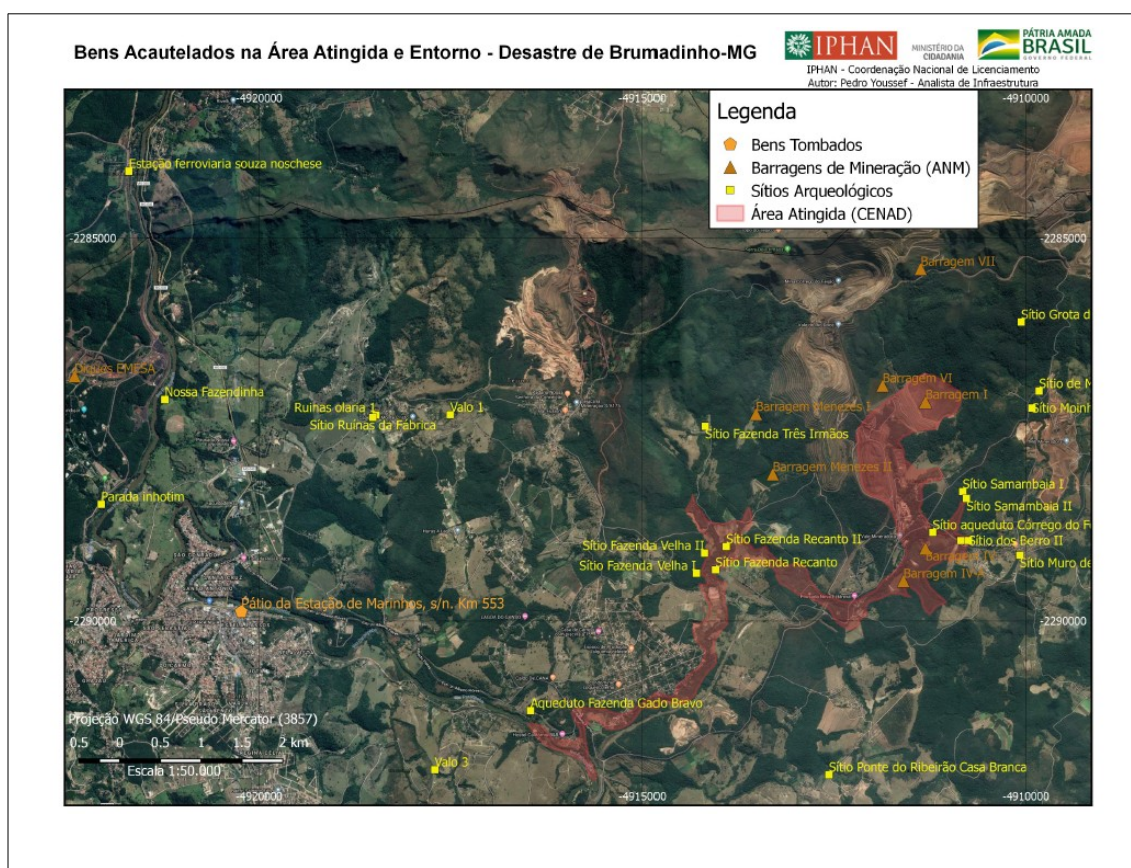 Bens Acautelados na Área Atingida e Entorno - Desastre de Brumadinho-MG
IPHAN
MINISTÉRIO DA
CIDADANIA
PÁTRIA AMADA
BRASIL
GOVERNO FEDERAL
IPHAN - Coordenação Nacional de Licenciamento
Autor: Pedro Youssef - Analista de Infraestrutura
-4920000
-4915000
-4910000
Legenda
Bens Tombados
Barragens de Mineração (ANM)
Sítios Arqueológicos
Área Atingida (CENAD)
Estação ferroviaria souza noschese
-2285000
-2285000
Barragem VII
Sítio Grota d
Diques EMESA
Nossa Fazendinha
Ruinas olaria 1
Valo 1
Sitio Ruínas da Fabrica
Barragem VI
Barragem I
Sítio de M
Sítio Moinh
Barragem Menezes I
Sítio Fazenda Três Irmãos
Barragem Menezes II
Sítio Samambaia I
Sítio Samambaia II
Parada inhotim
Sítio aqueduto Córrego do Fe
Sítio dos Berro II
Sítio Fazenda Recanto II
Sítio Fazenda Velha II
Sítio Muro de
Sítio Fazenda Velha I
Sítio Fazenda Recanto
Barragem IV-A
Pátio da Estação de Marinhos, s/n. Km 553
-2290000
-2290000
Aqueduto Fazenda Gado Bravo
Projeção WGS 84/Pseudo Mercator (3857)
0.5 0 0.5 1 1.5 2 km
Escala 1:50.000
Valo 3
Sítio Ponte do Ribeirão Casa Branca
-4920000
-4915000
-4910000